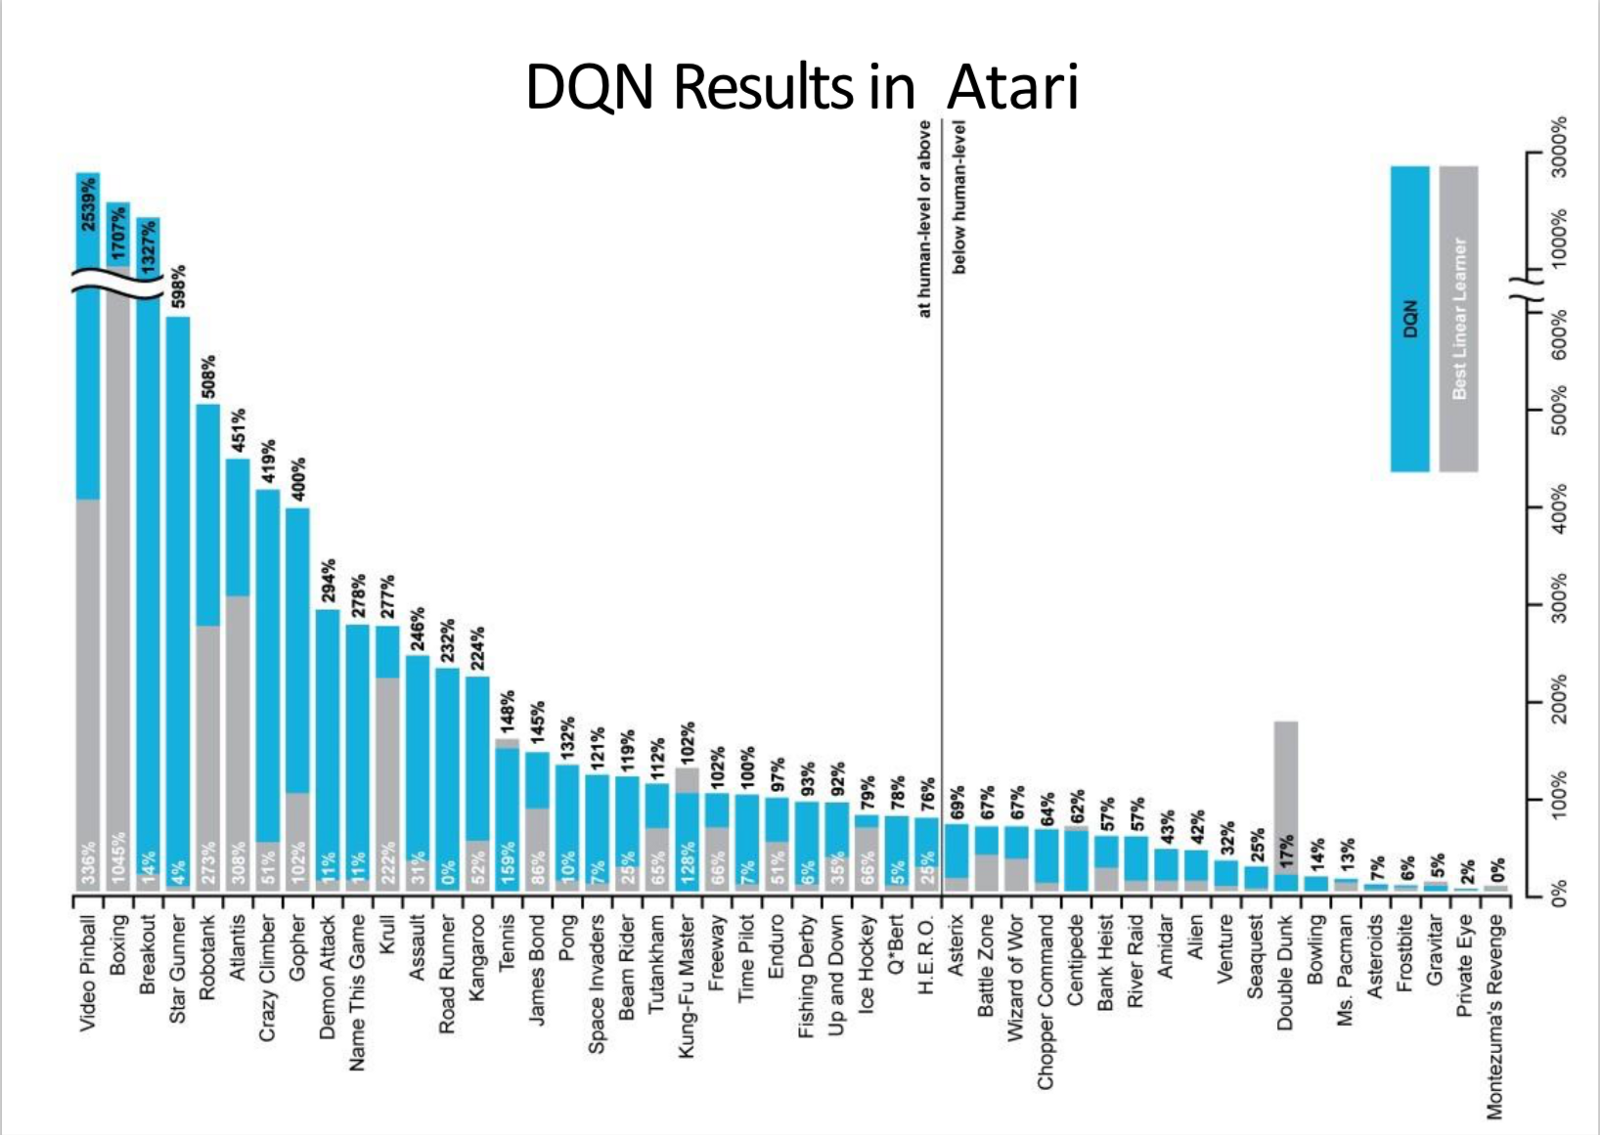 DQN Results in Atari
at human-level or above
below human-level
2539%
1707%
1327%
598%
508%
451%
419%
400%
294%
278%
277%
246%
232%
224%
148%
145%
132%
121%
119%
112%
102%
102%
100%
97%
93%
92%
79%
78%
76%
69%
67%
67%
64%
62%
57%
57%
43%
42%
32%
25%
17%
14%
13%
7%
6%
5%
2%
0%
336%
1045%
14%
4%
273%
308%
51%
102%
11%
11%
222%
31%
0%
52%
159%
86%
10%
7%
25%
65%
128%
66%
7%
51%
6%
35%
66%
5%
25%
Video Pinball
Boxing
Breakout
Star Gunner
Robotank
Atlantis
Crazy Climber
Gopher
Demon Attack
Name This Game
Krull
Assault
Road Runner
Kangaroo
Tennis
James Bond
Pong
Space Invaders
Beam Rider
Tutankham
Kung-Fu Master
Freeway
Time Pilot
Enduro
Fishing Derby
Up and Down
Ice Hockey
Q*Bert
H.E.R.O.
Asterix
Battle Zone
Wizard of Wor
Chopper Command
Centipede
Bank Heist
River Raid
Amidar
Alien
Venture
Seaquest
Double Dunk
Bowling
Ms. Pacman
Asteroids
Frostbite
Gravitar
Private Eye
Montezuma's Revenge
DQN
Best Linear Learner
3000%
1000%
600%
500%
400%
300%
200%
100%
0%